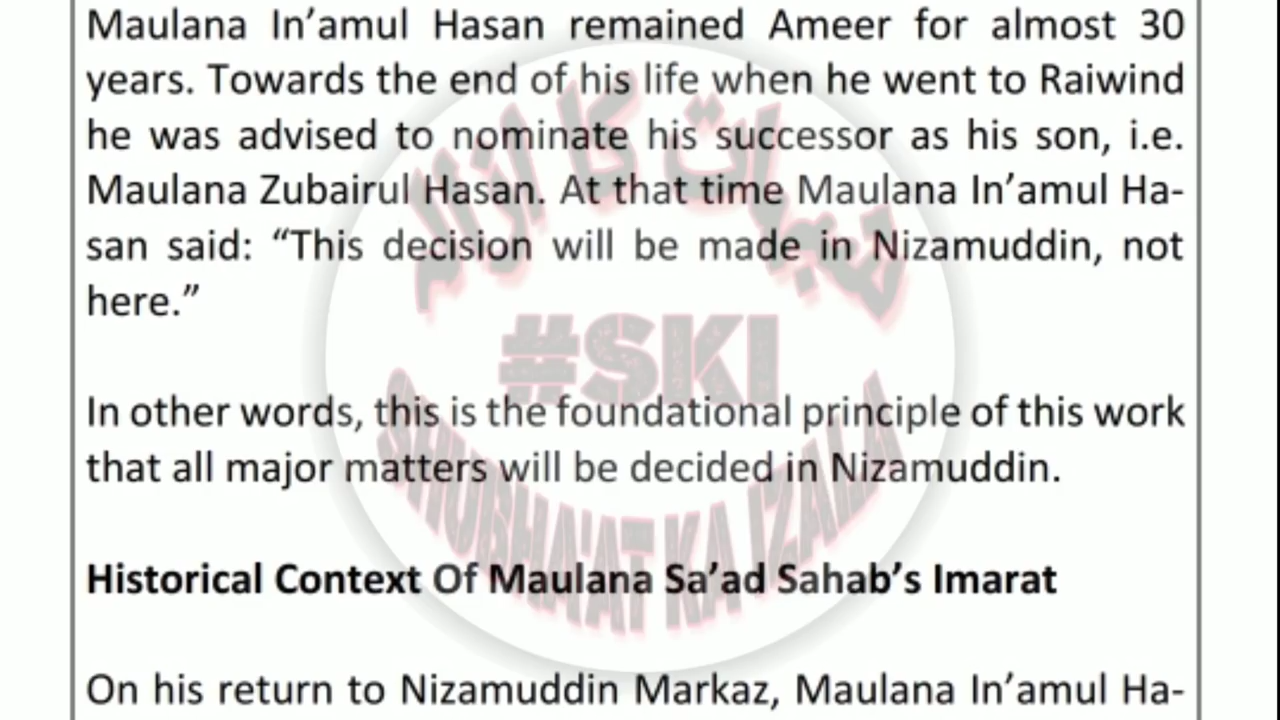 Maulana In’amul Hasan remained Ameer for almost 30
years. Towards the end of his life when he went to Raiwind
he was advised to nominate his successor as his son, i.e.
Maulana Zubairul Hasan. At that time Maulana In’amul Ha-
san said: “This decision will be made in Nizamuddin, not
here.”
In other words, this is the foundational principle of this work
that all major matters will be decided in Nizamuddin.
Historical Context Of Maulana Sa’ad Sahab’s Imarat
On his return to Nizamuddin Markaz, Maulana In’amul Ha-
شبہات کا ازالہ
#SKI
SHUBHA'AT KA IZALA